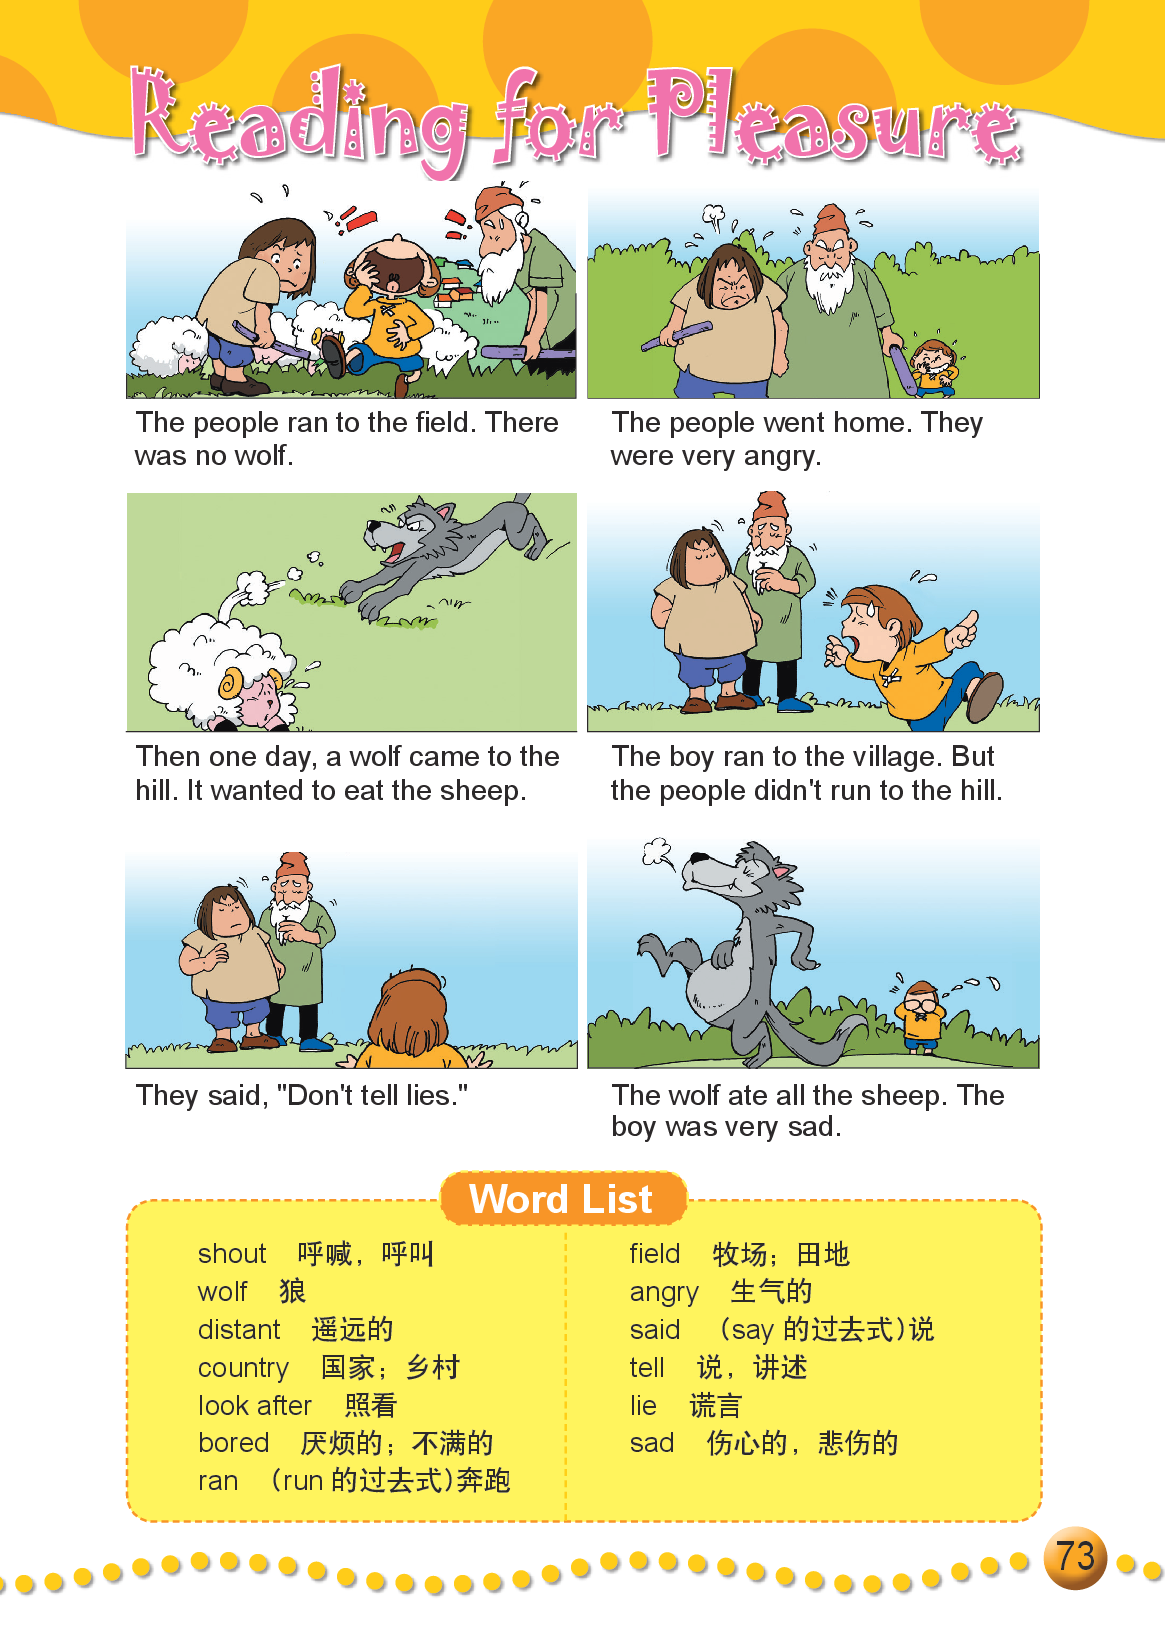 Reading for Pleasure
The people ran to the field. There
was no wolf.
The people went home. They
were very angry.
Then one day, a wolf came to the
hill. It wanted to eat the sheep.
The boy ran to the village. But
the people didn't run to the hill.
They said, "Don't tell lies."
The wolf ate all the sheep. The
boy was very sad.
Word List
shout 呼喊，呼叫
wolf 狼
distant 遥远的
country 国家；乡村
look after 照看
bored 厌烦的；不满的
ran （run 的过去式）奔跑
field 牧场；田地
angry 生气的
said （say 的过去式）说
tell 说，讲述
lie 谎言
sad 伤心的，悲伤的
73